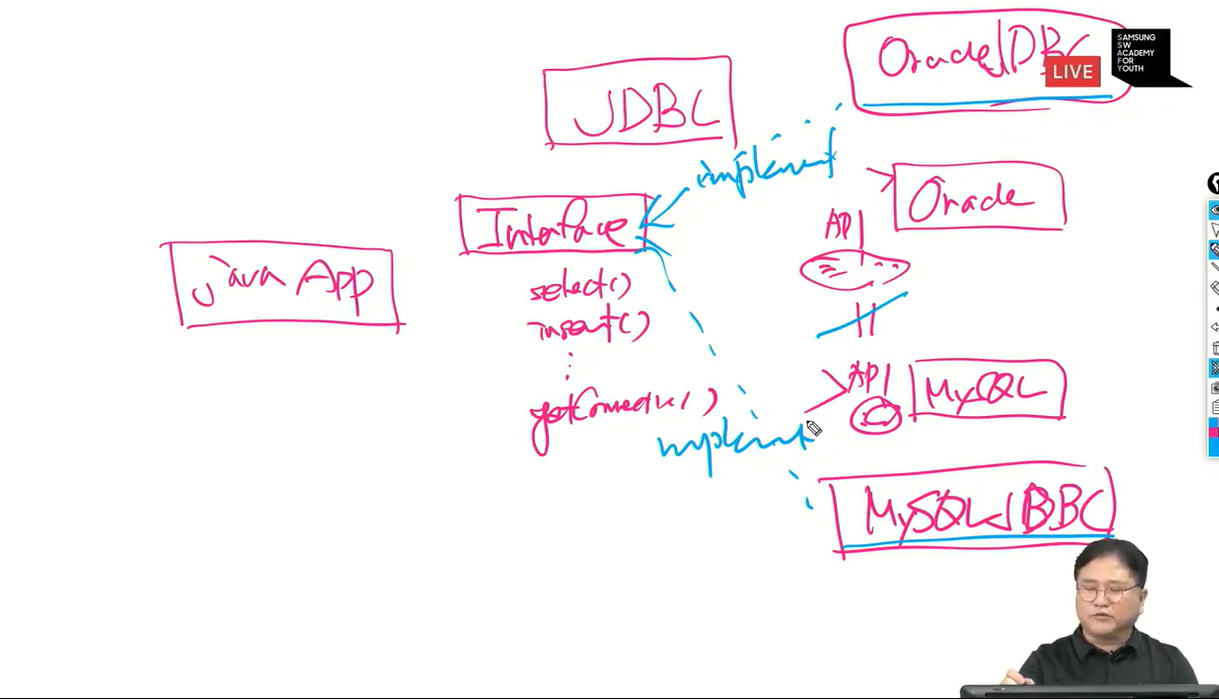 OracleJDBC
LIVE
SAMSUNG
SW
ACADEMY
FOR
YOUTH
JDBC
implement
Oracle
Interface
API
java App
select()
insert()
API
MySQL
getConnection()
implement
MySQLJDBC